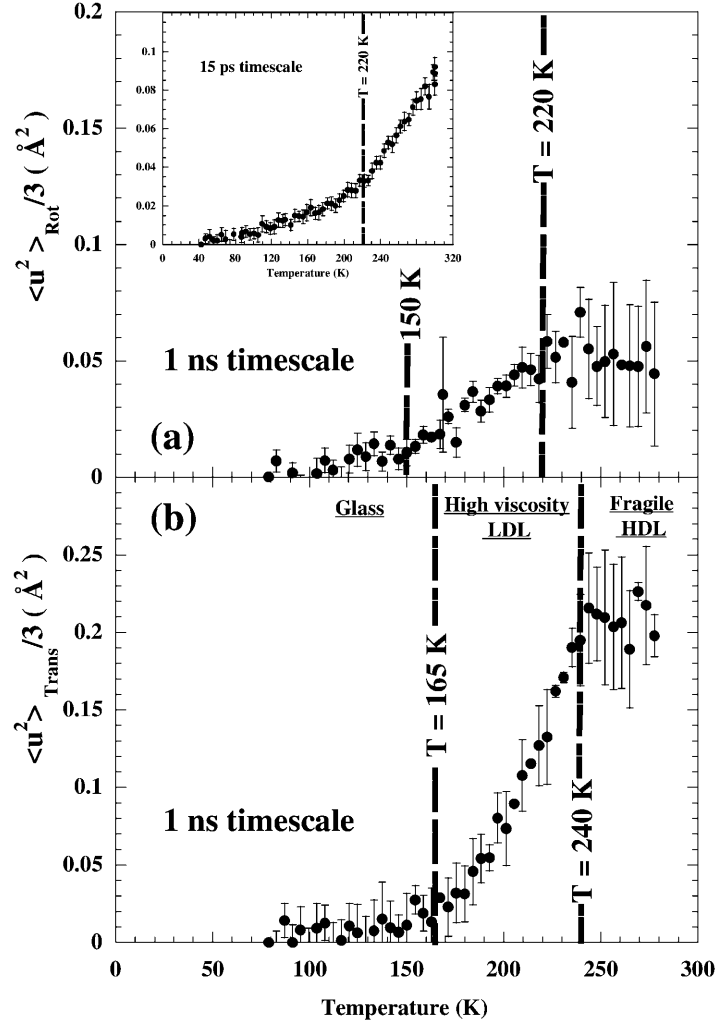 0.2
0.15
0.1
0.05
0
<u²>Rot/3 ( Å²)
0.1
0.08
0.06
0.04
0.02
0
15 ps timescale
T = 220 K
0 40 80 120 160 200 240 280 320
Temperature (K)
T = 220 K
150 K
1 ns timescale
(a)
(b)
Glass
High viscosity
LDL
Fragile
HDL
0.25
0.2
0.15
0.1
0.05
0
<u²>Trans/3 ( Å²)
T = 165 K
T = 240 K
1 ns timescale
0 50 100 150 200 250 300
Temperature (K)